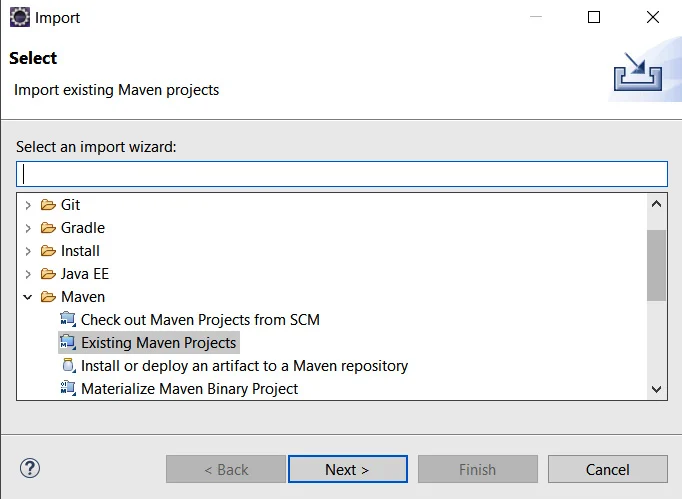 Import
Select
Import existing Maven projects
Select an import wizard:
Git
Gradle
Install
Java EE
Maven
Check out Maven Projects from SCM
Existing Maven Projects
Install or deploy an artifact to a Maven repository
Materialize Maven Binary Project
?
< Back
Next >
Finish
Cancel